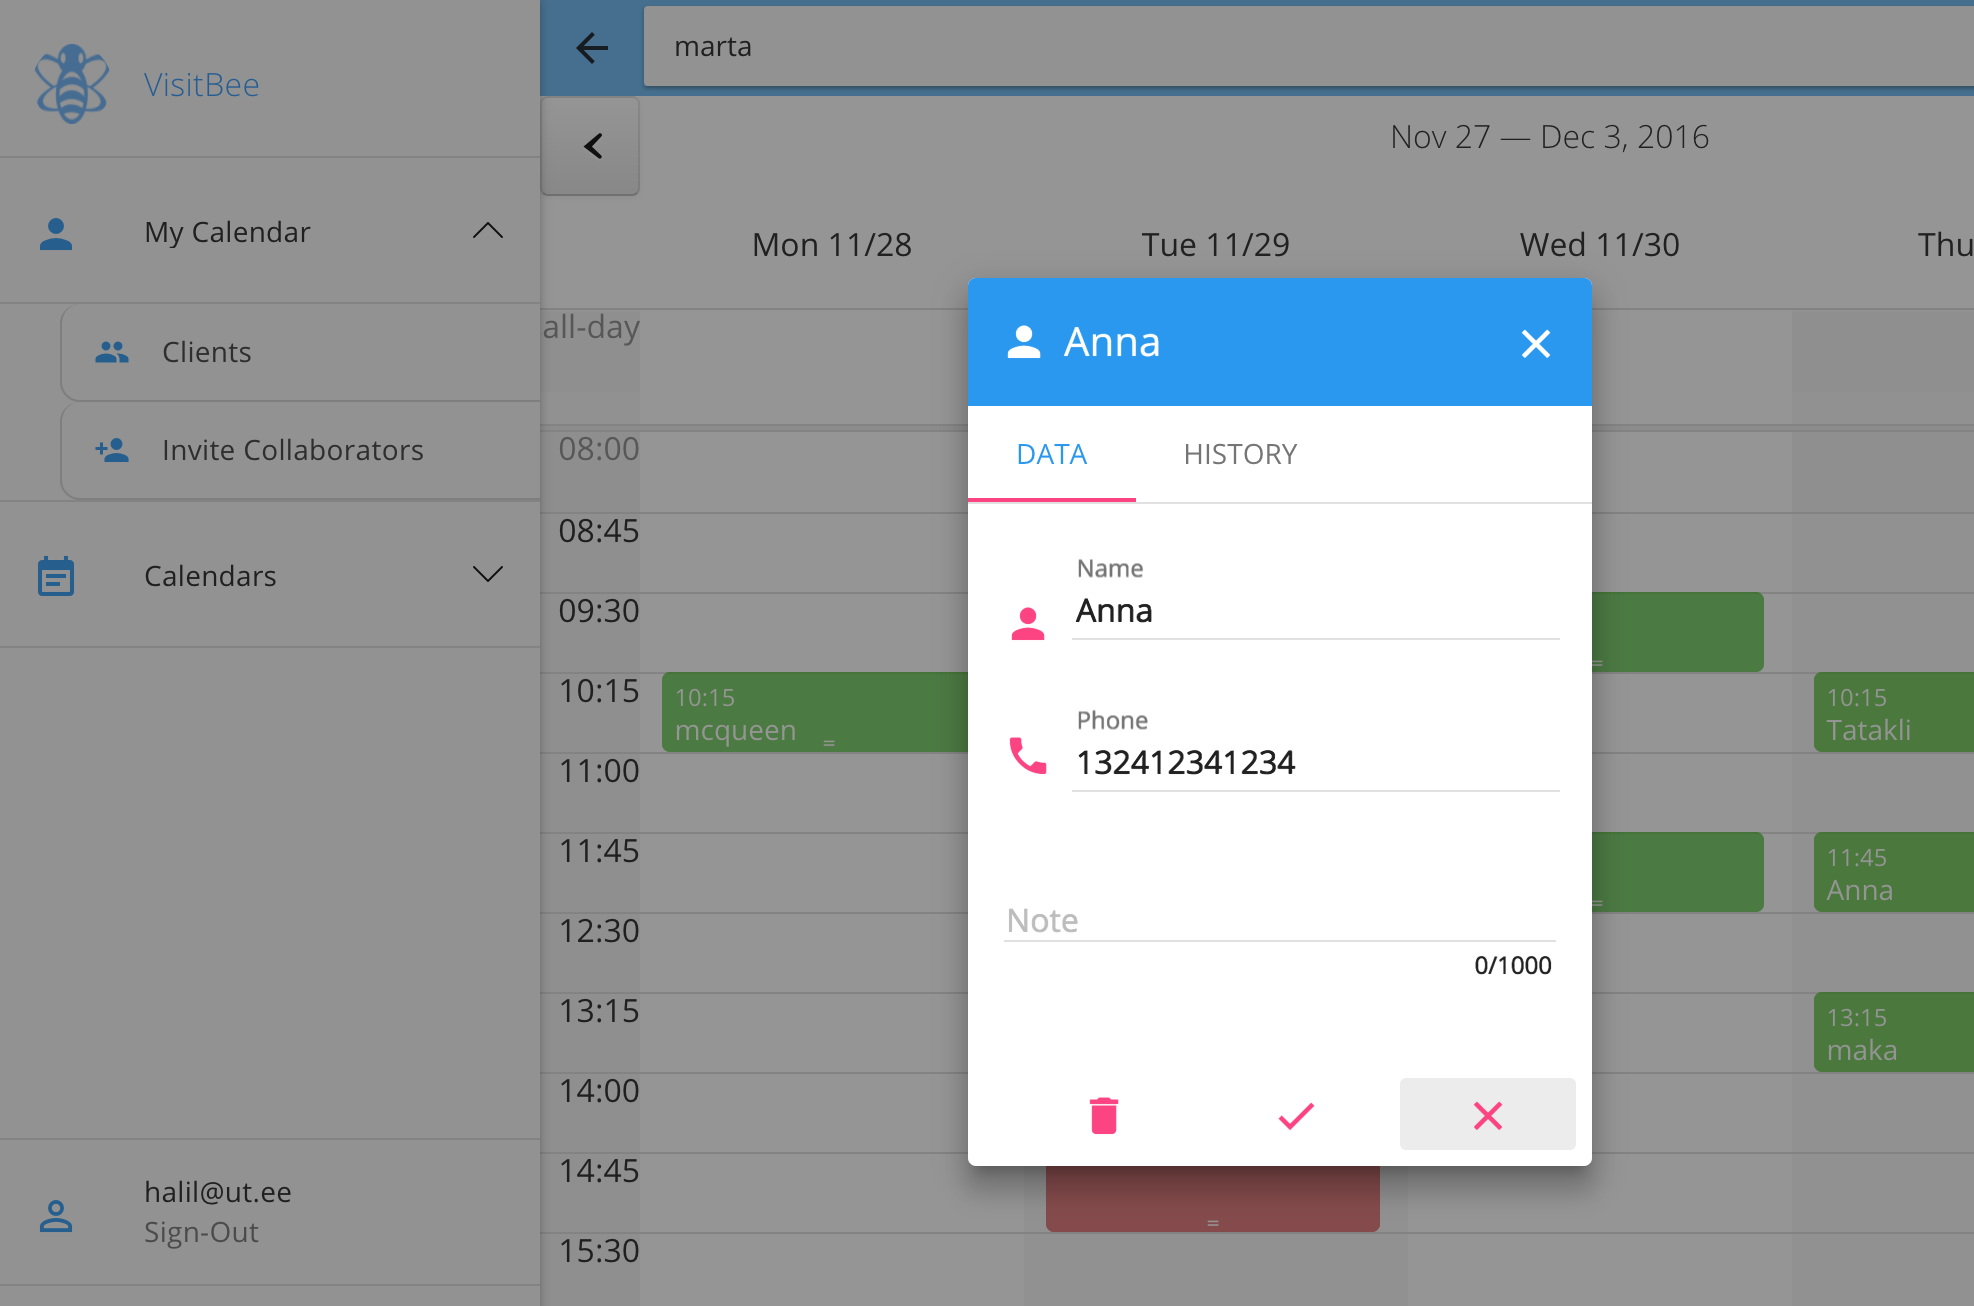 VisitBee
My Calendar
Clients
Invite Collaborators
Calendars
halil@ut.ee
Sign-Out
marta
Nov 27 — Dec 3, 2016
Mon 11/28
Tue 11/29
Wed 11/30
Thu
all-day
08:00
08:45
09:30
10:15
11:00
11:45
12:30
13:15
14:00
14:45
15:30
10:15
mcqueen
10:15
Tatakli
11:45
Anna
13:15
maka
Anna
DATA
HISTORY
Name
Anna
Phone
132412341234
Note
0/1000